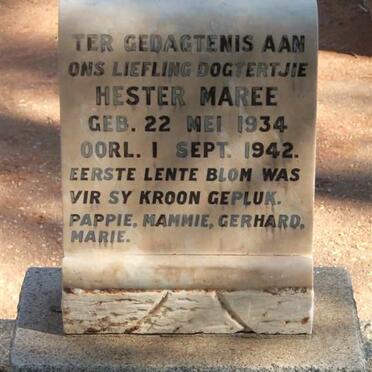 TER GEDAGTENIS AAN
ONS LIEFLING DOGTERTJIE
HESTER MAREE
GEB. 22 MEI 1934
OORL. 1 SEPT. 1942.
EERSTE LENTE BLOM WAS
VIR SY KROON GEPLUK.
PAPPIE, MAMMIE, GERHARD,
MARIE.